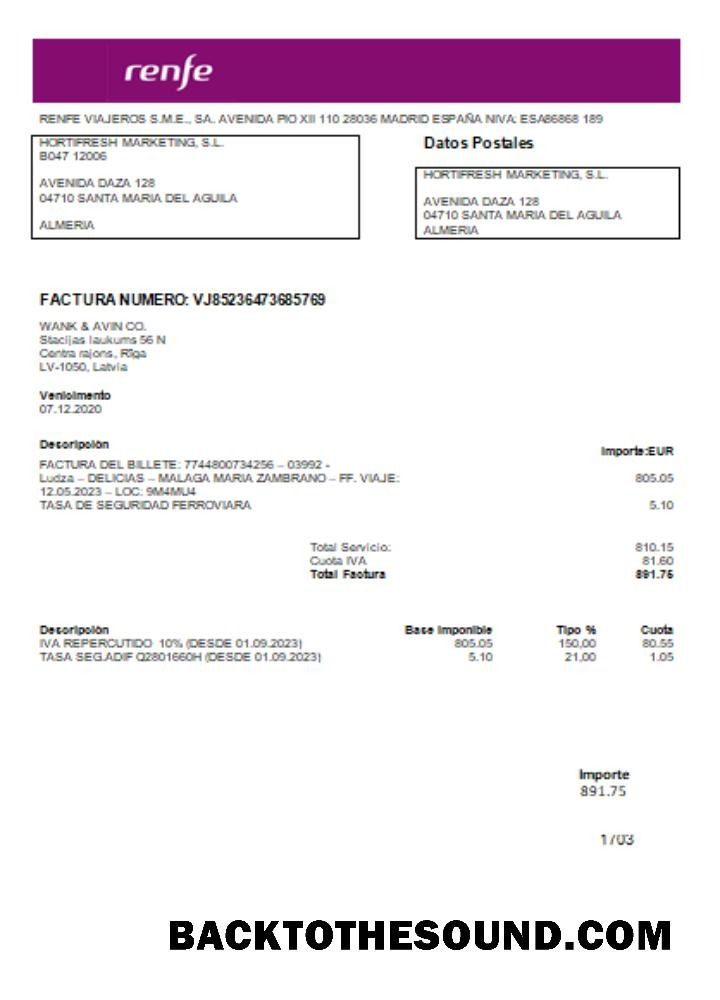 renfe
RENFE VIAJEROS S.M.E., SA. AVENIDA PIO XII 110 28036 MADRID ESPAÑA NIVA: ESA86868 189
HORTIFRESH MARKETING, S.L.
B047 12006
AVENIDA DAZA 128
04710 SANTA MARIA DEL AGUILA
ALMERIA
Datos Postales
HORTIFRESH MARKETING, S.L.
AVENIDA DAZA 128
04710 SANTA MARIA DEL AGUILA
ALMERIA
FACTURA NUMERO: VJ85236473685769
WANK & AVIN CO.
Stacijas laukums 56 N
Centra rajons, Rīga
LV-1050, Latvia
Venicimento
07.12.2020
Descripción Importe:EUR
FACTURA DEL BILLETE: 7744800734256 – 03992 -
Ludza – DELICIAS – MALAGA MARIA ZAMBRANO – FF. VIAJE: 805.05
12.05.2023 – LOC: 9M4MU4
TASA DE SEGURIDAD FERROVIARA 5.10
Total Servicio: 810.15
Cuota IVA 81.60
Total Factura 891.75
Descripción Base Imponible Tipo % Cuota
IVA REPERCUTIDO 10% (DESDE 01.09.2023) 805.05 150,00 80.55
TASA SEG.ADIF Q2801660H (DESDE 01.09.2023) 5.10 21,00 1.05
Importe
891.75
1/03
BACKTOTHESOUND.COM